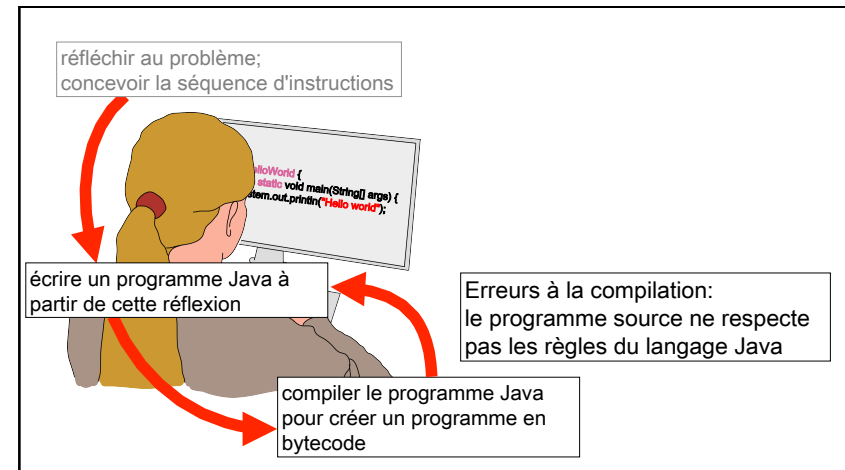 réfléchir au problème;
concevoir la séquence d'instructions
elloWorld {
static void main(String[] args) {
stem.out.println("Hello world");
écrire un programme Java à
partir de cette réflexion
Erreurs à la compilation:
le programme source ne respecte
pas les règles du langage Java
compiler le programme Java
pour créer un programme en
bytecode